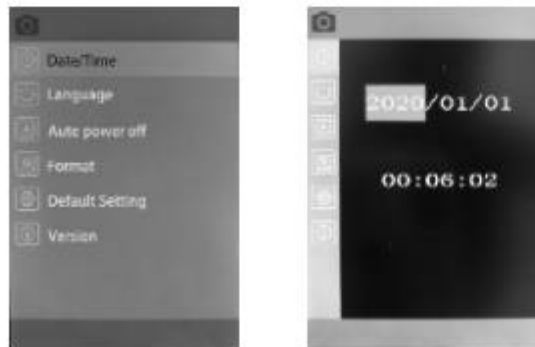 Date/Time
Language
Auto power off
Format
Default Setting
Version
2020/01/01
00:06:02